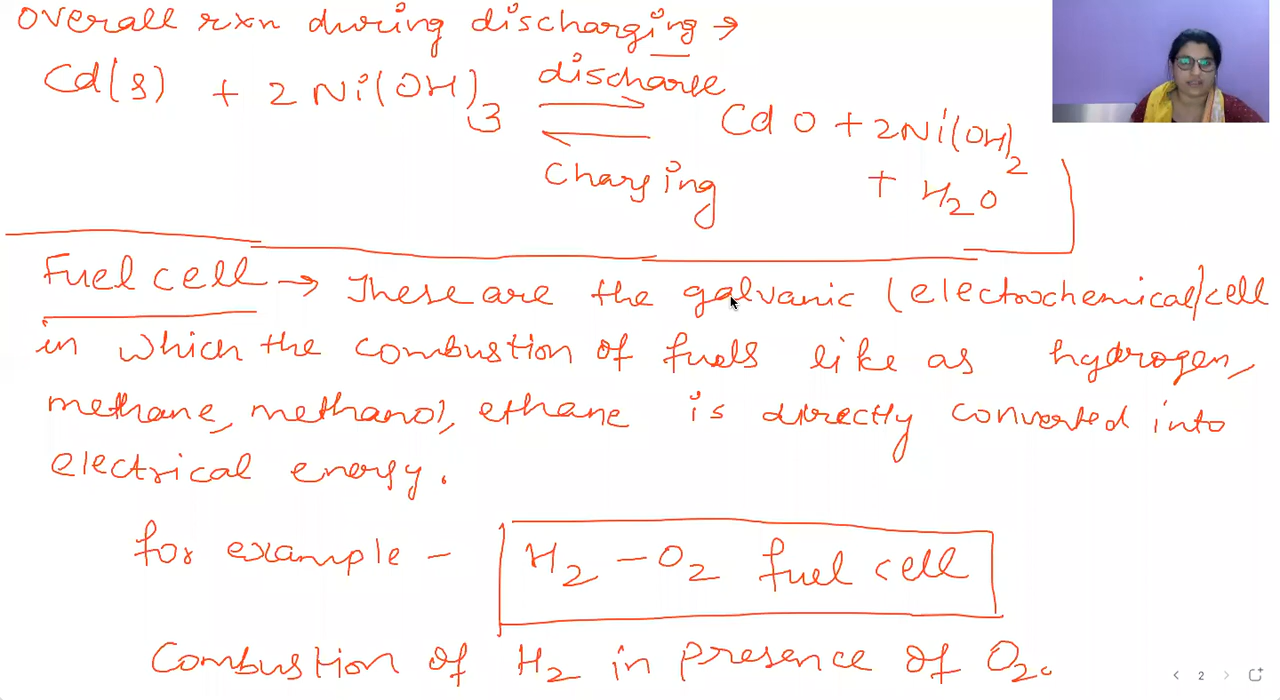 Overall rxn during discharging →
Cd(s) + 2Ni(OH)3 discharge CdO + 2Ni(OH)2
Charging + H2O
Fuel cell → These are the galvanic (electrochemical) cell
in which the combustion of fuels like as hydrogen,
methane, methanol, ethane is directly converted into
electrical energy.
for example - H2 - O2 fuel cell
Combustion of H2 in presence of O2.
2